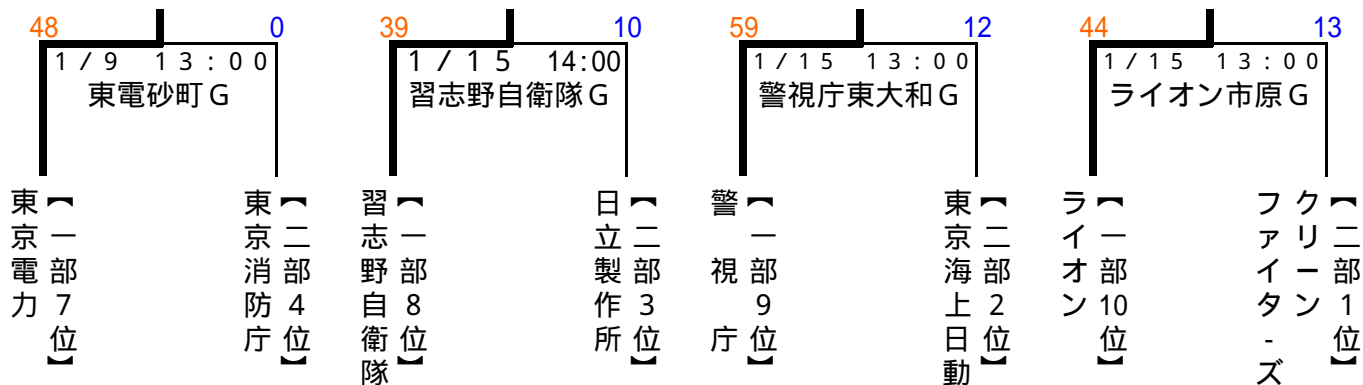 48 0
1/9 13:00
東電砂町G
【一部7位】
東京電力
【二部4位】
東京消防庁
39 10
1/15 14:00
習志野自衛隊G
【一部8位】
習志野自衛隊
【二部3位】
日立製作所
59 12
1/15 13:00
警視庁東大和G
【一部9位】
警視庁
【二部2位】
東京海上日動
44 13
1/15 13:00
ライオン市原G
【一部10位】
ライオン
【二部1位】
クリーン
ファイタ-ズ